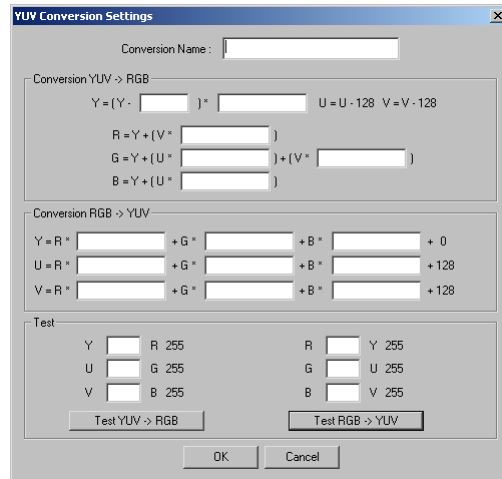 YUV Conversion Settings
Conversion Name :
Conversion YUV -> RGB
Y = (Y - ) * U = U - 128 V = V - 128
R = Y + (V * )
G = Y + (U * ) + (V * )
B = Y + (U * )
Conversion RGB -> YUV
Y = R * + G * + B * + 0
U = R * + G * + B * + 128
V = R * + G * + B * + 128
Test
Y R 255 R Y 255
U G 255 G U 255
V B 255 B V 255
Test YUV -> RGB Test RGB -> YUV
OK Cancel